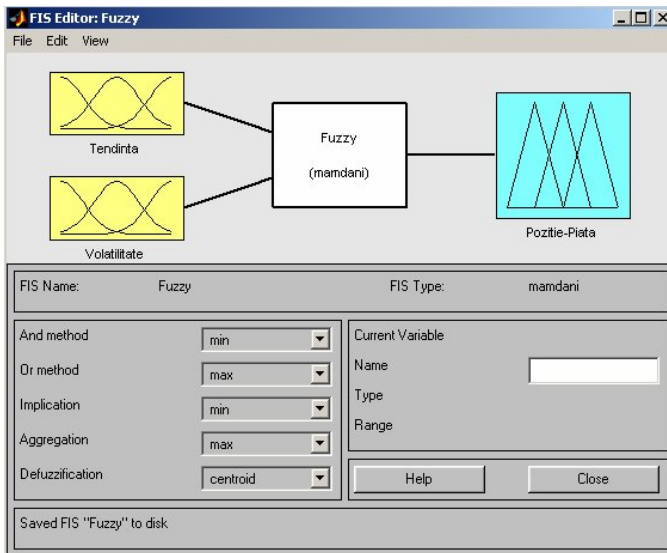 FIS Editor: Fuzzy
File Edit View
Tendinta
Volatilitate
Fuzzy
(mamdani)
Pozitie-Piata
FIS Name: Fuzzy FIS Type: mamdani
And method min
Or method max
Implication min
Aggregation max
Defuzzification centroid
Current Variable
Name
Type
Range
Help Close
Saved FIS "Fuzzy" to disk